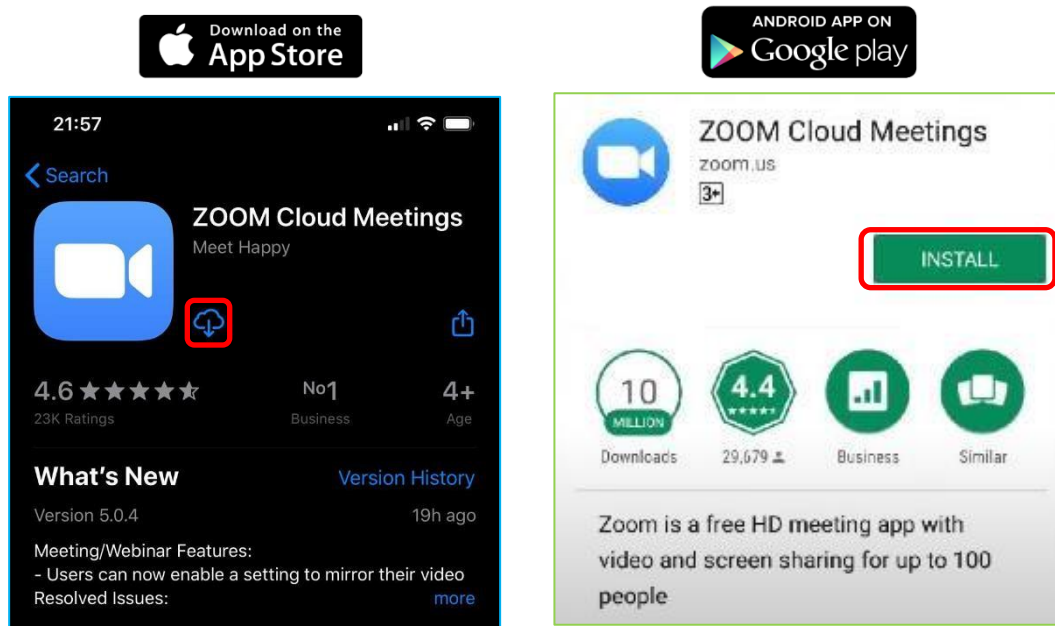 Download on the
App Store
21:57
Search
ZOOM Cloud Meetings
Meet Happy
4.6
23K Ratings
No1
Business
4+
Age
What's New
Version History
Version 5.0.4
19h ago
Meeting/Webinar Features:
- Users can now enable a setting to mirror their video
Resolved Issues:
more
ANDROID APP ON
Google play
ZOOM Cloud Meetings
zoom.us
3+
INSTALL
10
MILLION
Downloads
4.4
29,679
Business
Similar
Zoom is a free HD meeting app with
video and screen sharing for up to 100
people